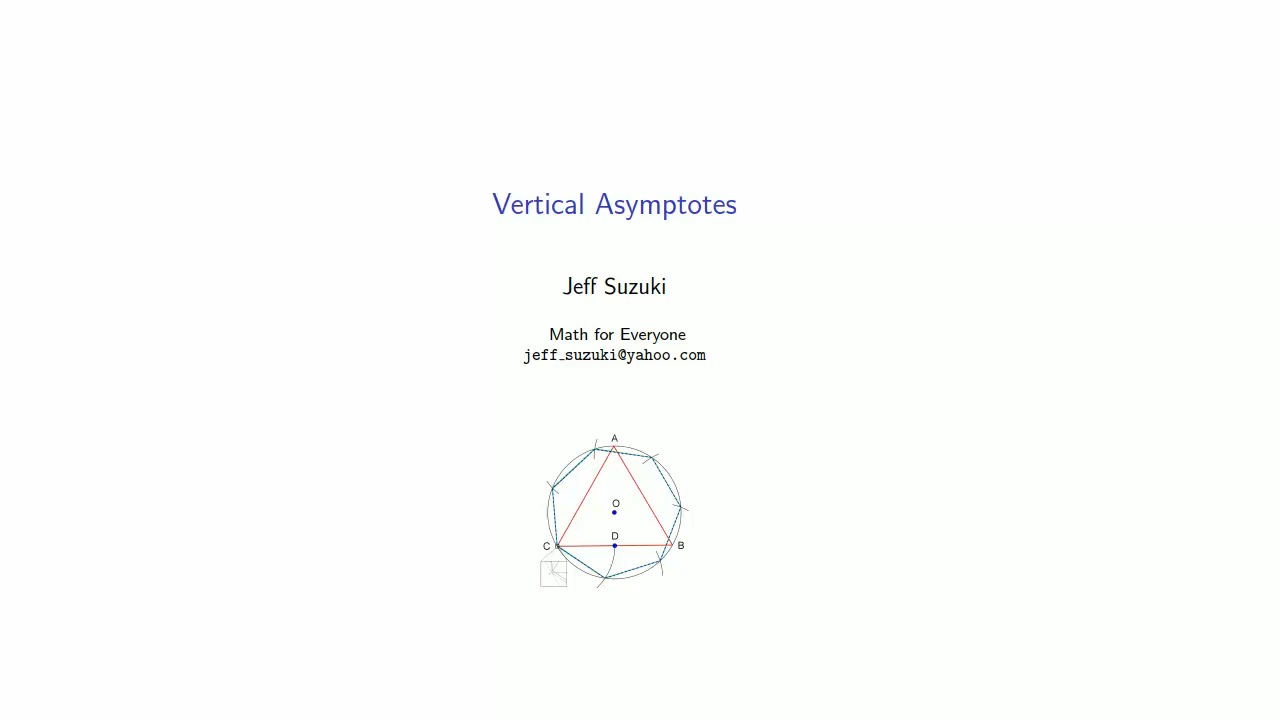 Vertical Asymptotes
Jeff Suzuki
Math for Everyone
jeff_suzuki@yahoo.com
A
O
D
C
B